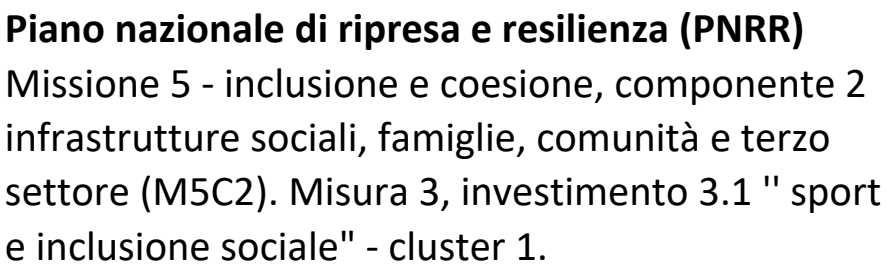 Piano nazionale di ripresa e resilienza (PNRR)
Missione 5 - inclusione e coesione, componente 2
infrastrutture sociali, famiglie, comunità e terzo
settore (M5C2). Misura 3, investimento 3.1 '' sport
e inclusione sociale" - cluster 1.